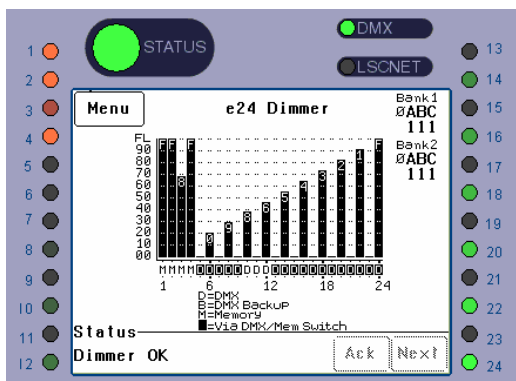 STATUS
DMX
LSCNET
1
2
3
4
5
6
7
8
9
10
11
12
13
14
15
16
17
18
19
20
21
22
23
24
Menu
e24 Dimmer
Bank1
ØABC
111
Bank2
ØABC
111
FL
90
80
70
60
50
40
30
20
10
00
F F 8 F 0 9 8 6 5 4 3 2 1 F
M M M M D D D D D D D D D D D D D D D D D D D D
1 6 12 18 24
D=DMX
B=DMX Backup
M=Memory
=Via DMX/Mem Switch
Status
Dimmer OK
Ack
Next